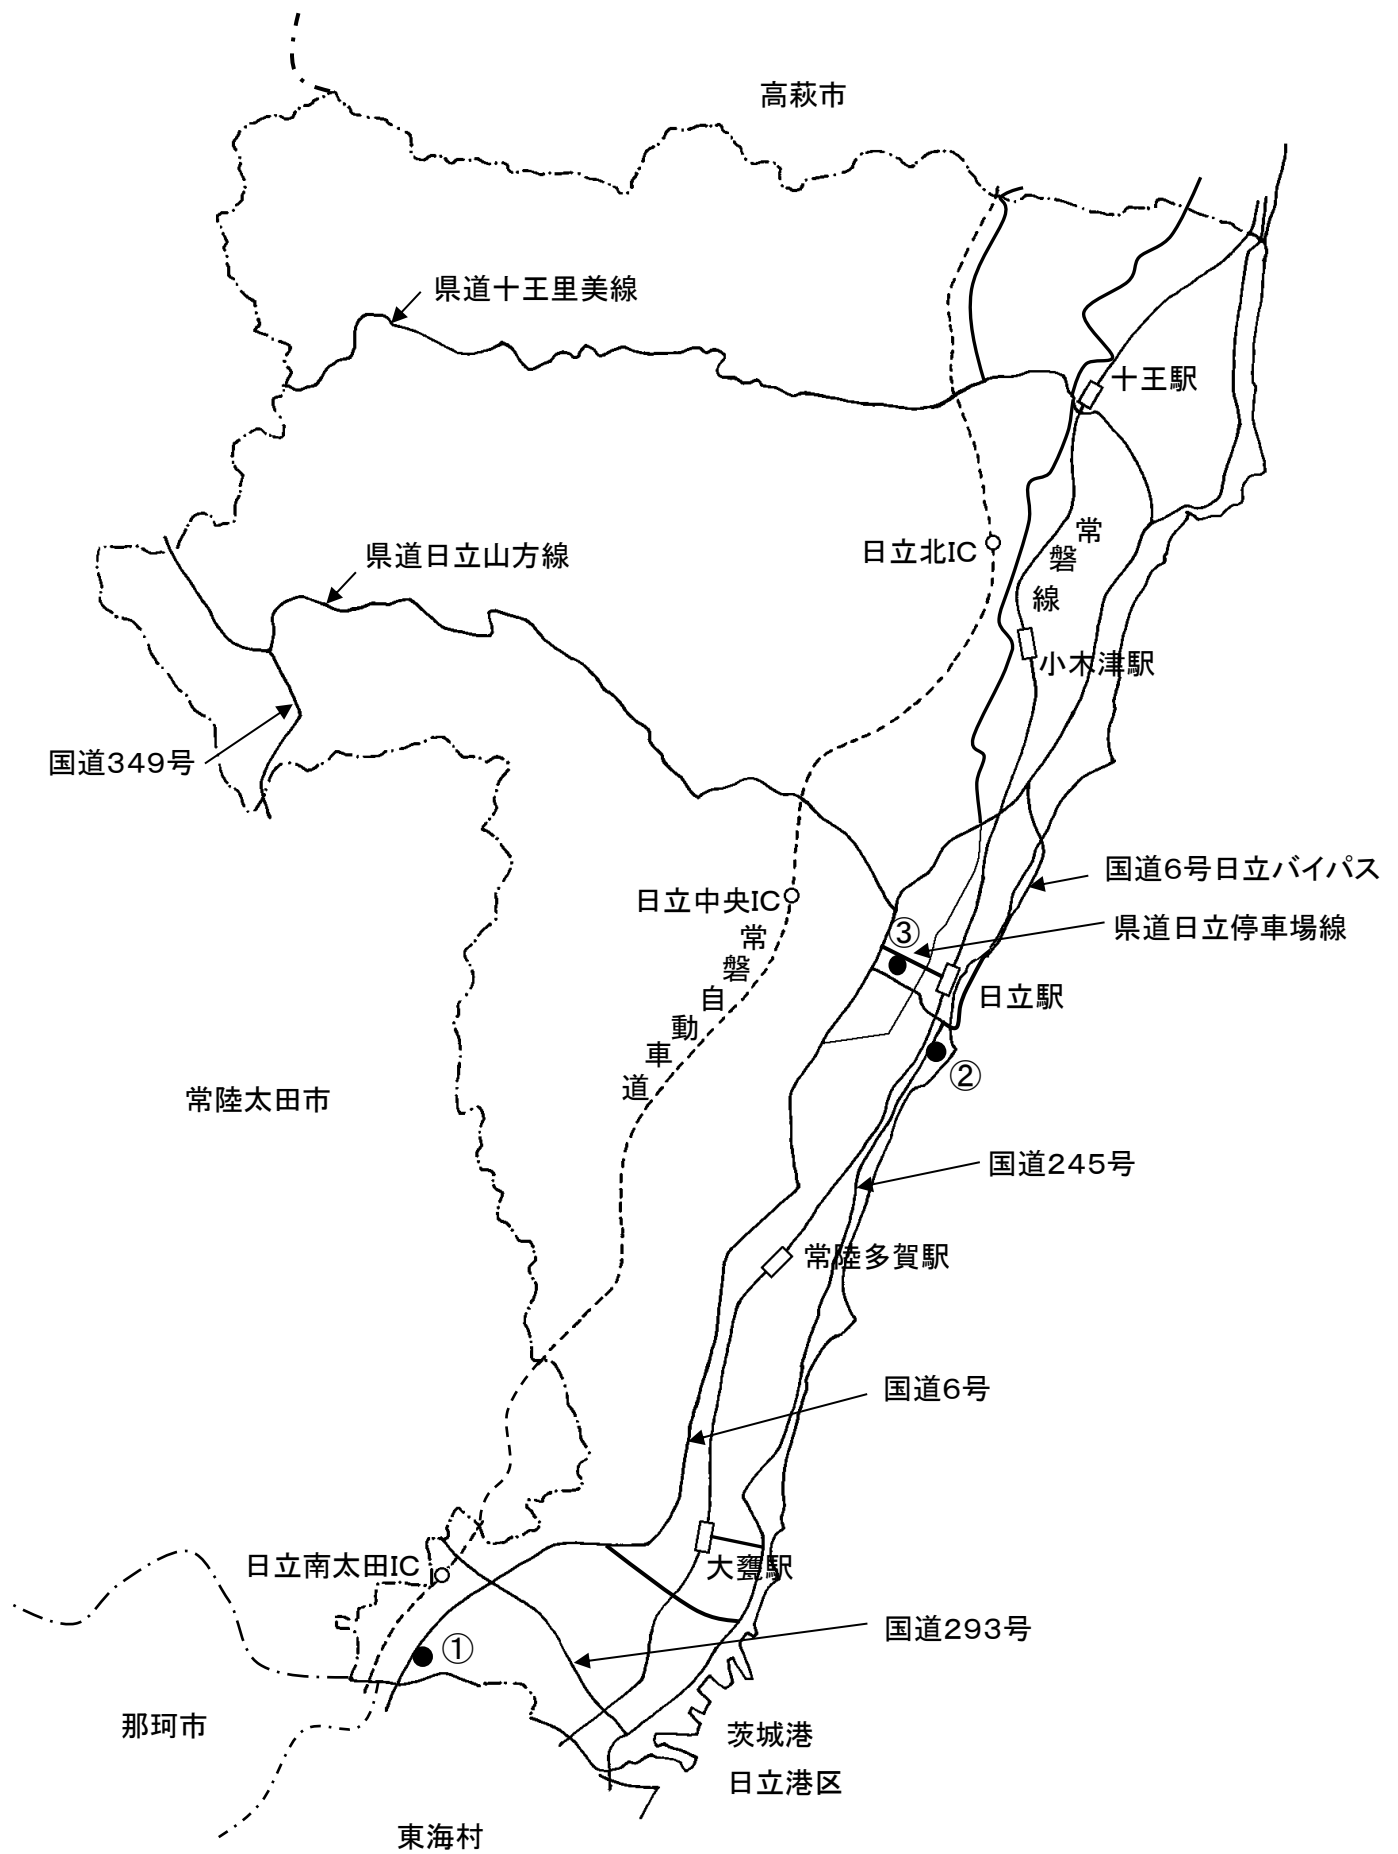 高萩市
県道十王里美線
十王駅
日立北IC
常磐線
県道日立山方線
小木津駅
国道349号
国道6号日立バイパス
日立中央IC
③
県道日立停車場線
常磐自動車道
日立駅
②
常陸太田市
国道245号
常陸多賀駅
国道6号
日立南太田IC
大甕駅
①
国道293号
那珂市
茨城港
日立港区
東海村